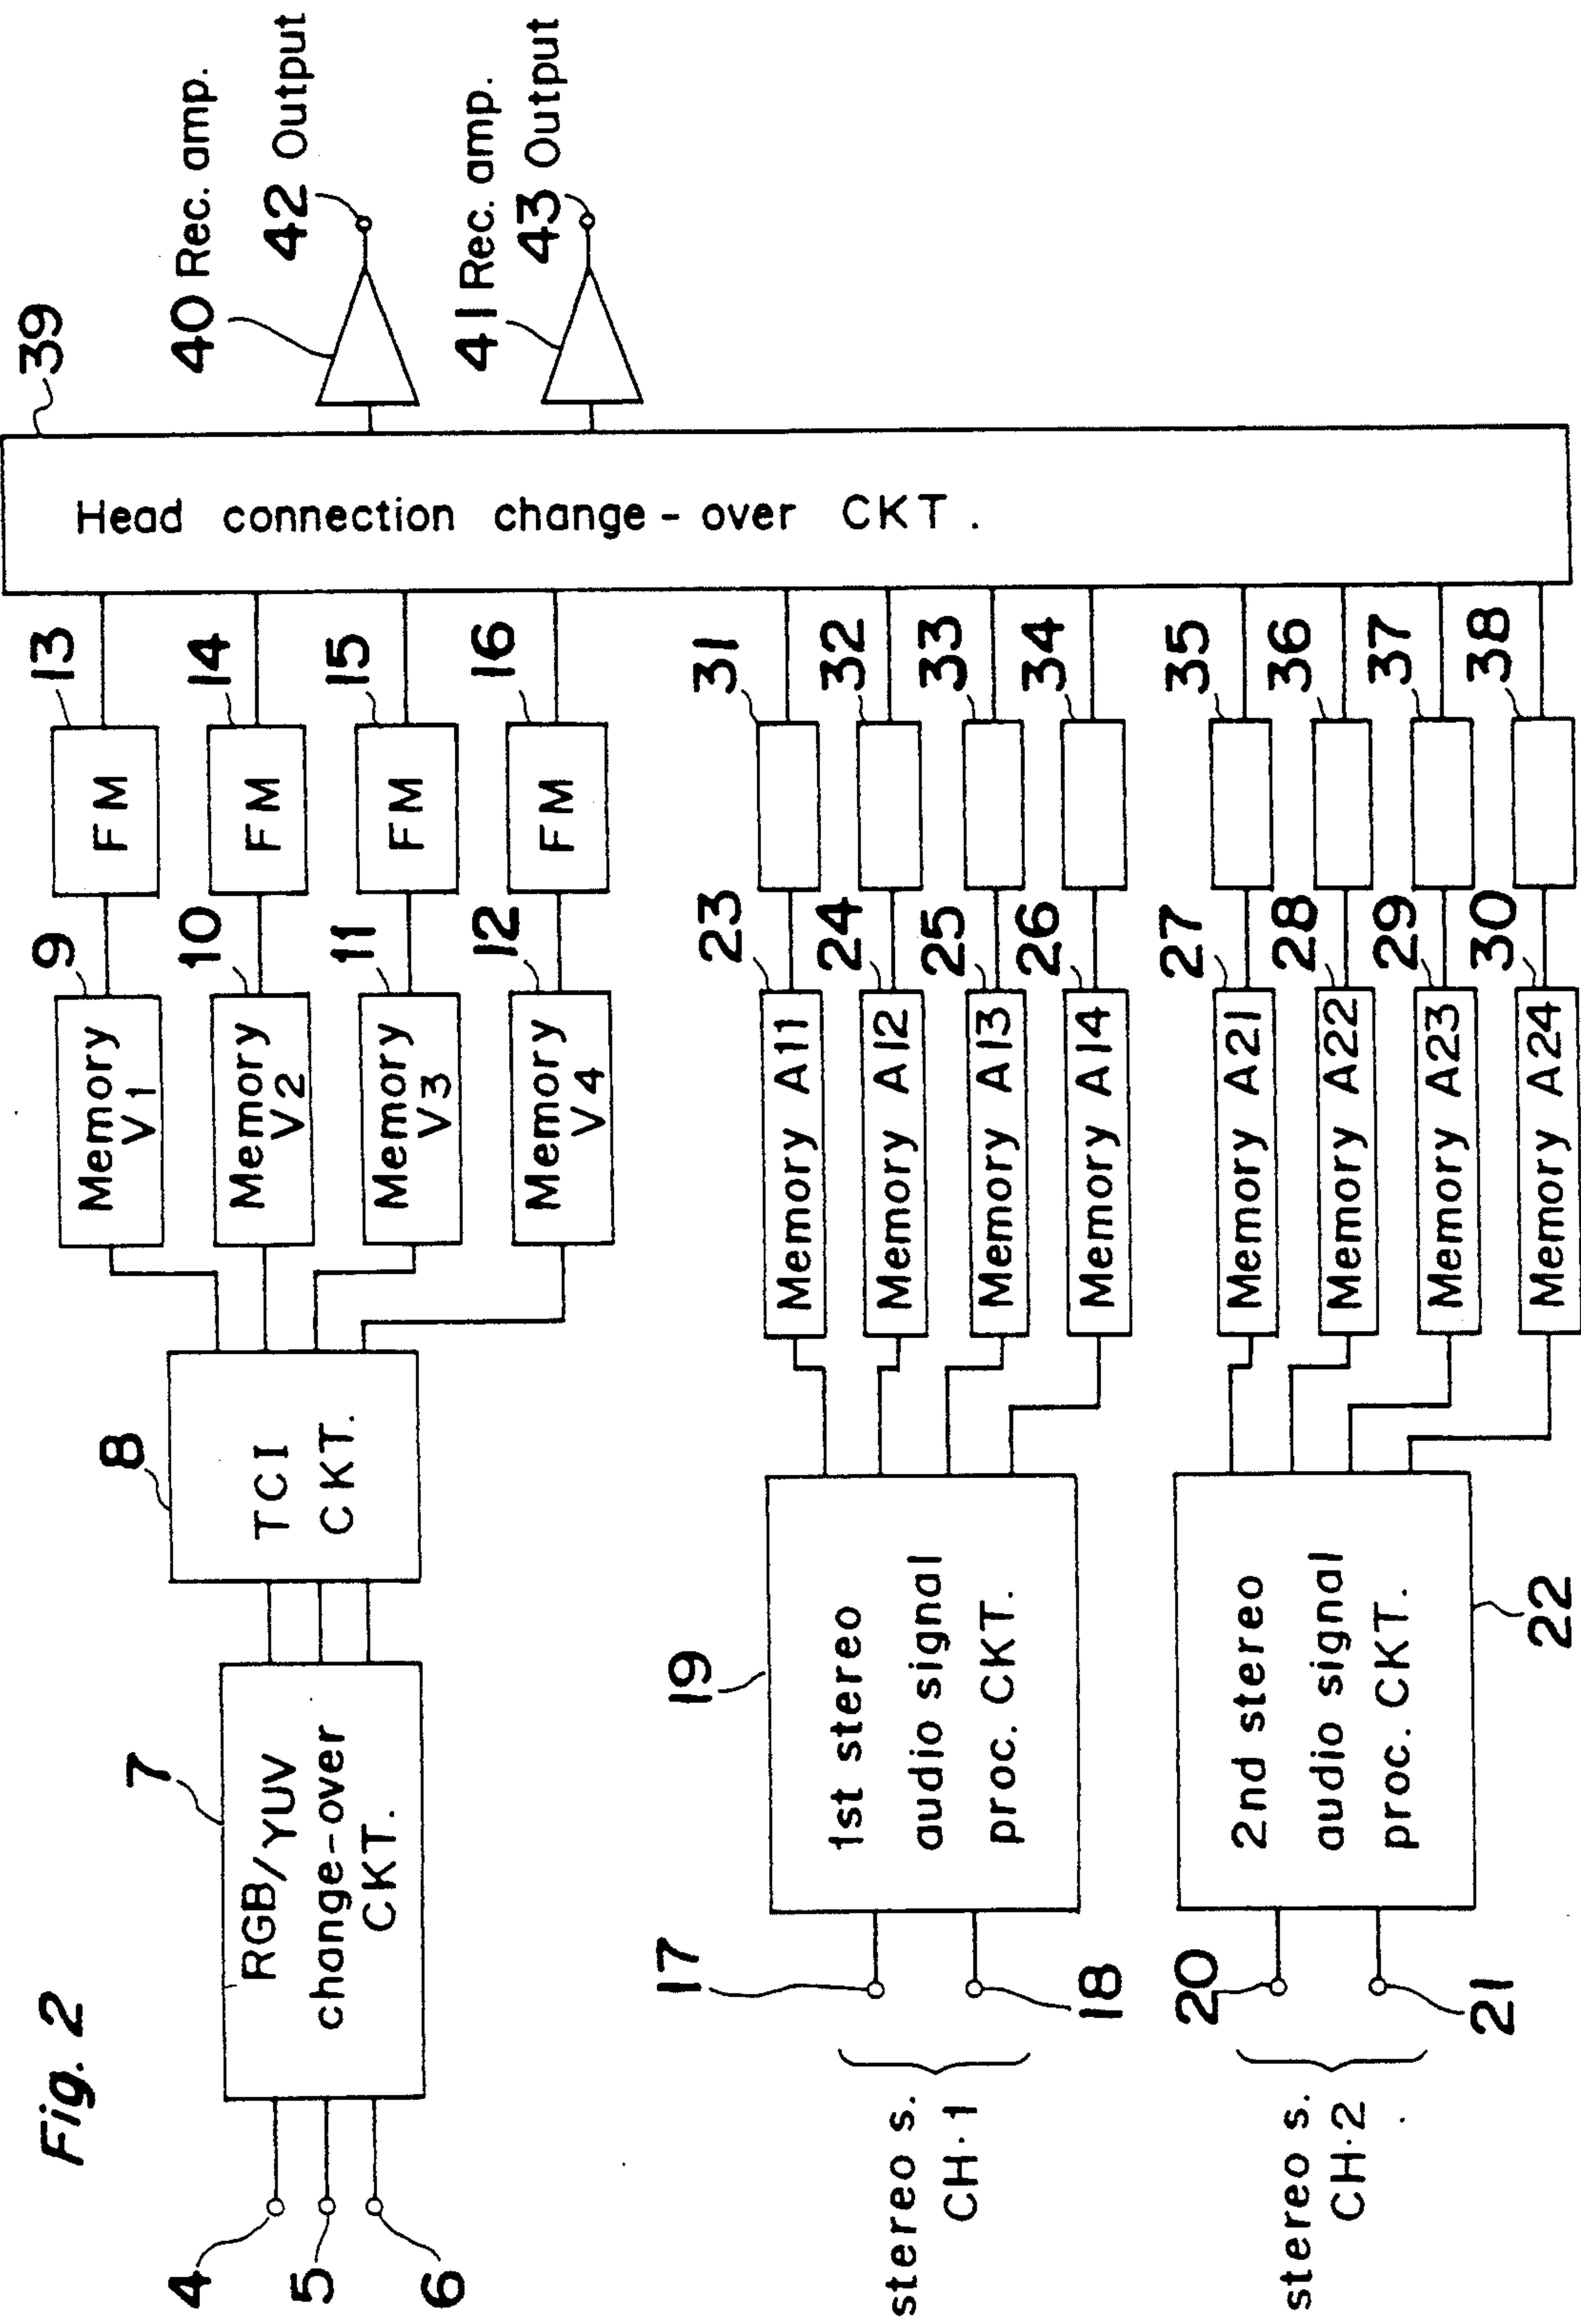 Fig. 2
4
5
6
7
RGB/YUV
change-over
CKT.
8
TCI
CKT.
9
Memory
V1
10
Memory
V2
11
Memory
V3
12
Memory
V4
13
FM
14
FM
15
FM
16
FM
stereo s.
CH·1
17
18
19
1st stereo
audio signal
proc. CKT.
23
Memory A11
24
Memory A12
25
Memory A13
26
Memory A14
31
32
33
34
stereo s.
CH·2
20
21
22
2nd stereo
audio signal
proc. CKT.
27
Memory A21
28
Memory A22
29
Memory A23
30
Memory A24
35
36
37
38
39
Head connection change-over CKT.
40 Rec. amp.
42 Output
41 Rec. amp.
43 Output